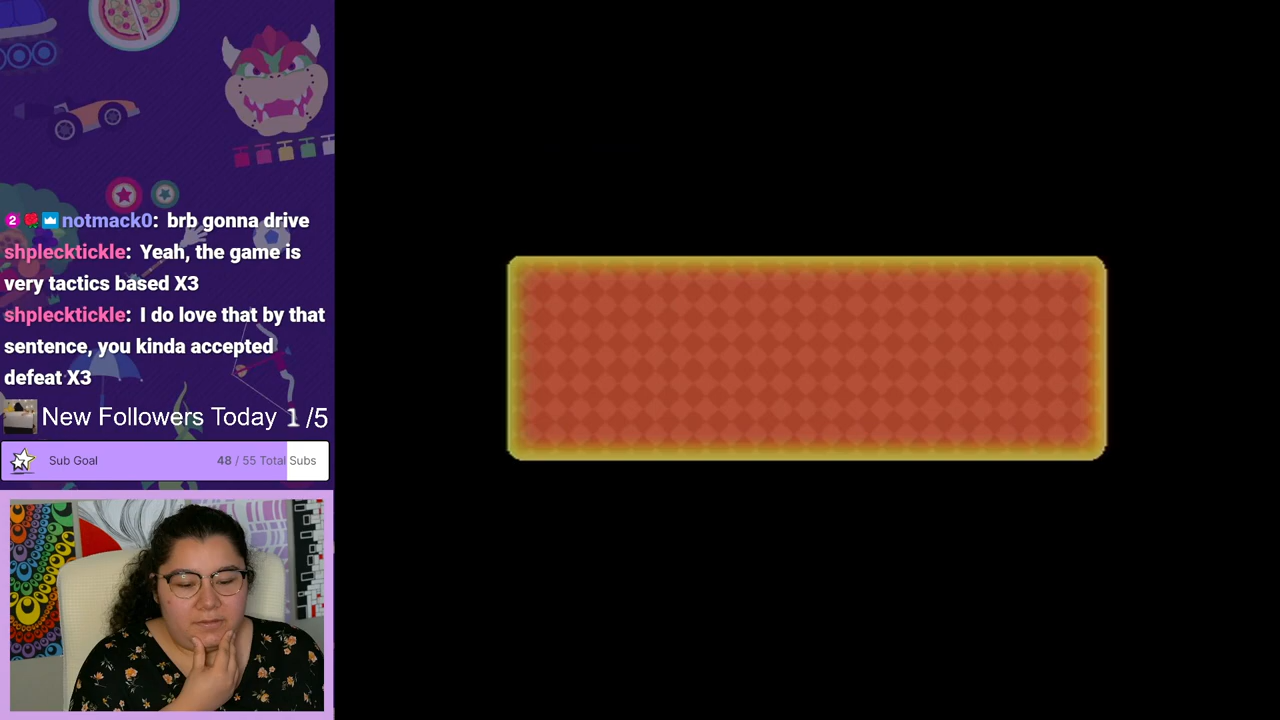 2 notmack0: brb gonna drive
shplecktickle: Yeah, the game is
very tactics based X3
shplecktickle: I do love that by that
sentence, you kinda accepted
defeat X3
New Followers Today 1 /5
Sub Goal 48 / 55 Total Subs